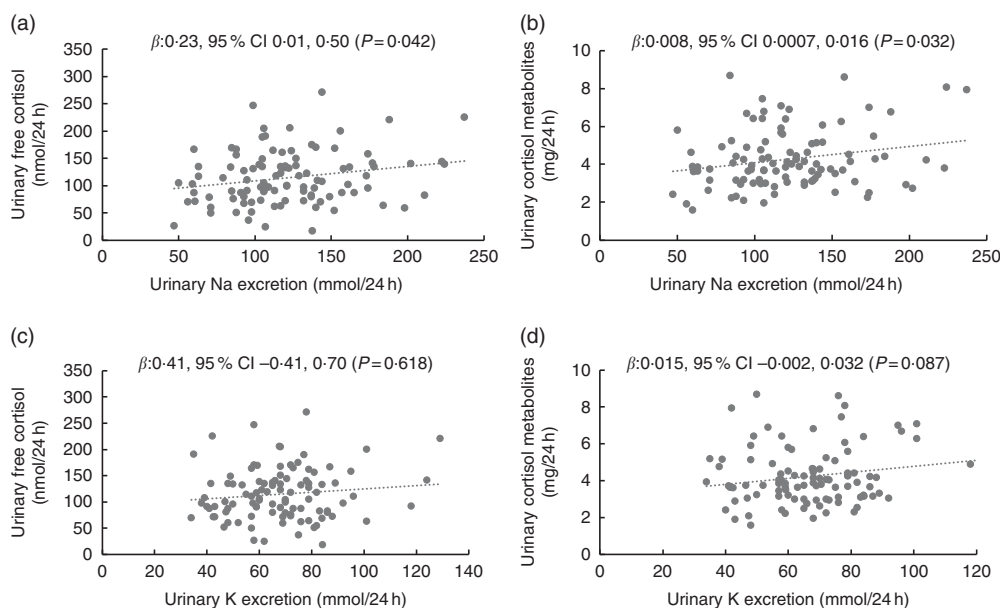 (a)
β:0·23, 95 % CI 0·01, 0·50 (P=0·042)
Urinary free cortisol
(nmol/24 h)
350
300
250
200
150
100
50
0
0 50 100 150 200 250
Urinary Na excretion (mmol/24 h)
(b)
β:0·008, 95 % CI 0·0007, 0·016 (P=0·032)
Urinary cortisol metabolites
(mg/24 h)
10
8
6
4
2
0
0 50 100 150 200 250
Urinary Na excretion (mmol/24 h)
(c)
β:0·41, 95 % CI –0·41, 0·70 (P=0·618)
Urinary free cortisol
(nmol/24 h)
350
300
250
200
150
100
50
0
0 20 40 60 80 100 120 140
Urinary K excretion (mmol/24 h)
(d)
β:0·015, 95 % CI -0·002, 0·032 (P=0·087)
Urinary cortisol metabolites
(mg/24 h)
10
8
6
4
2
0
0 20 40 60 80 100 120
Urinary K excretion (mmol/24 h)